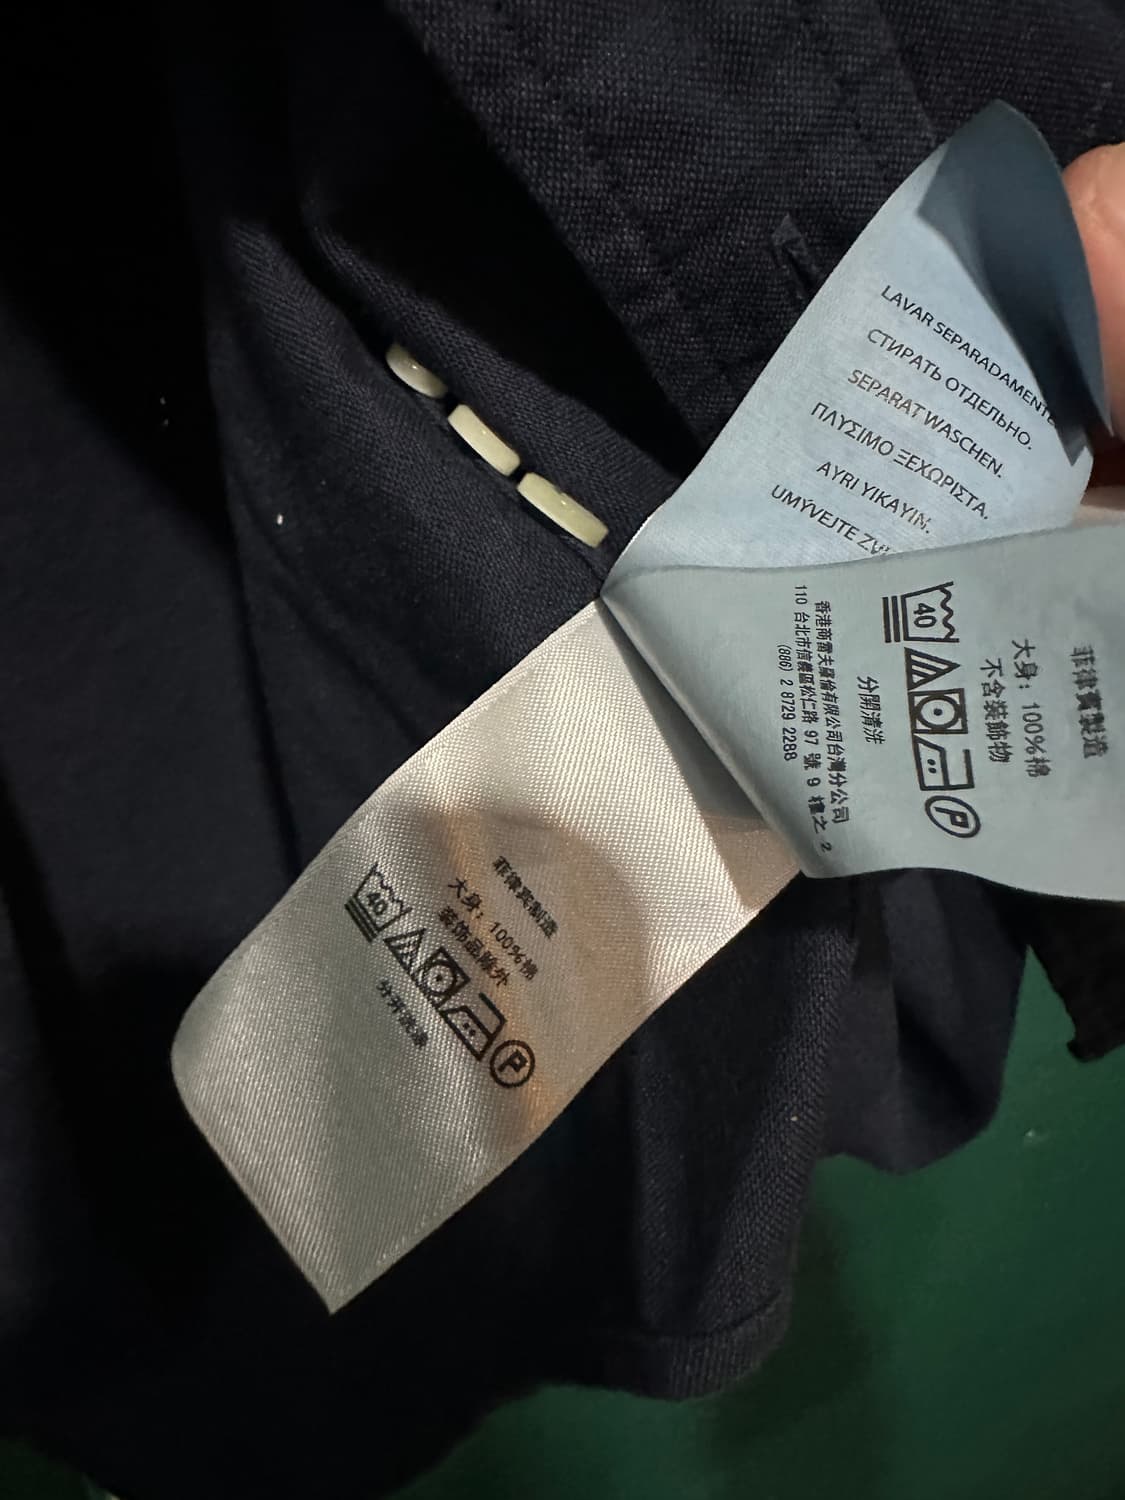 LAVAR SEPARADAMENTE
СТИРАТЬ ОТДЕЛЬНО.
SEPARAT WASCHEN.
ΠΛΥΣΙΜΟ ΞΕΧΩΡΙΣΤΑ.
AYRI YIKAYIN.
UMÝVEJTE
菲律賓製造
大身: 100%棉
不含裝飾物
40
P
分開清洗
香港商雷夫羅倫有限公司台灣分公司
110 台北市信義區松仁路 97 號 9 樓之 2
(886) 2 8729 2288
菲律宾制造
大身: 100%棉
装饰品除外
40
P
分开洗涤